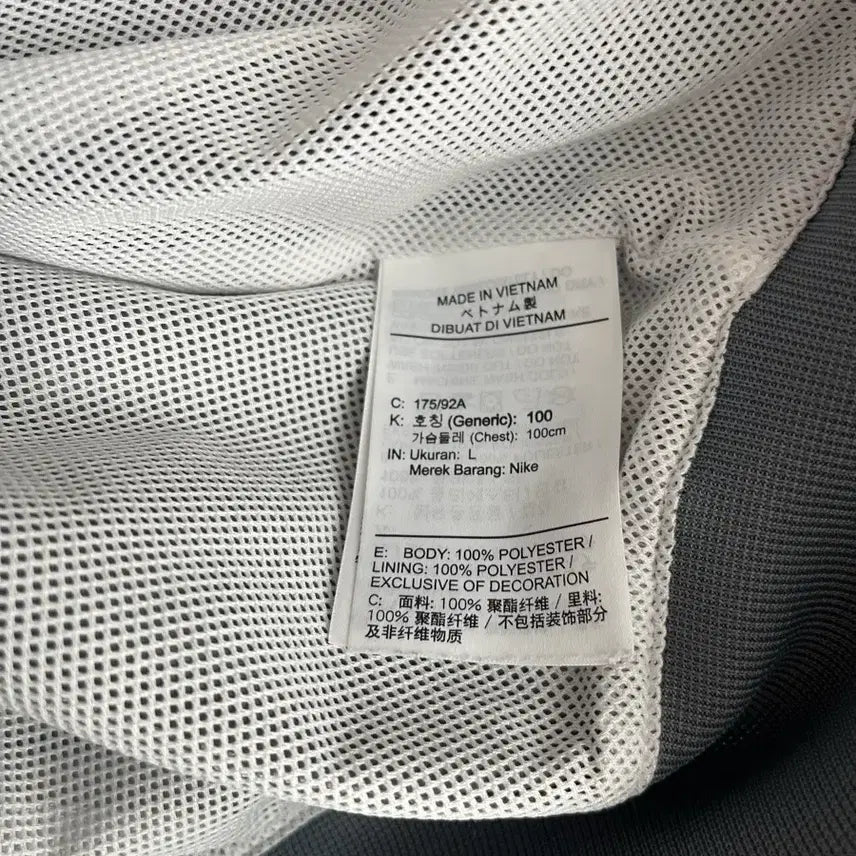 MADE IN VIETNAM
ベトナム製
DIBUAT DI VIETNAM
C: 175/92A
K: 호칭 (Generic): 100
가슴둘레 (Chest): 100cm
IN: Ukuran: L
Merek Barang: Nike
E: BODY: 100% POLYESTER /
LINING: 100% POLYESTER /
EXCLUSIVE OF DECORATION
C: 面料: 100% 聚酯纤维 / 里料:
100% 聚酯纤维 / 不包括装饰部分
及非纤维物质